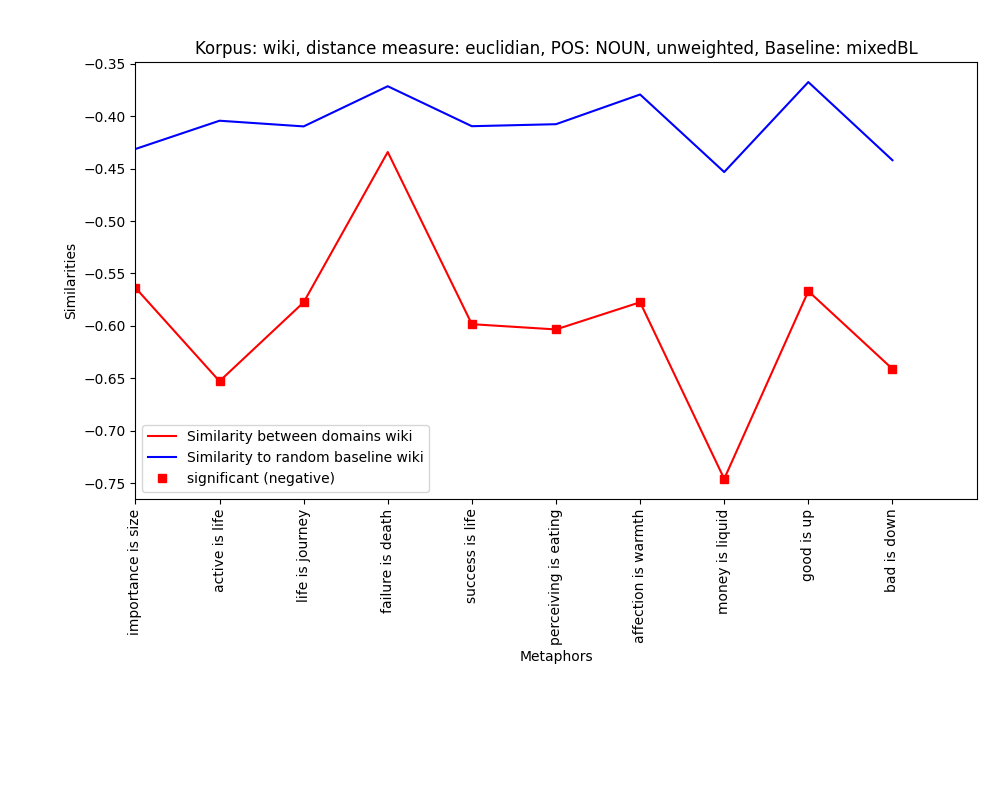 Korpus: wiki, distance measure: euclidian, POS: NOUN, unweighted, Baseline: mixedBL
−0.35
−0.40
−0.45
−0.50
−0.55
−0.60
−0.65
−0.70
−0.75
Similarities
Similarity between domains wiki
Similarity to random baseline wiki
significant (negative)
importance is size
active is life
life is journey
failure is death
success is life
perceiving is eating
affection is warmth
money is liquid
good is up
bad is down
Metaphors